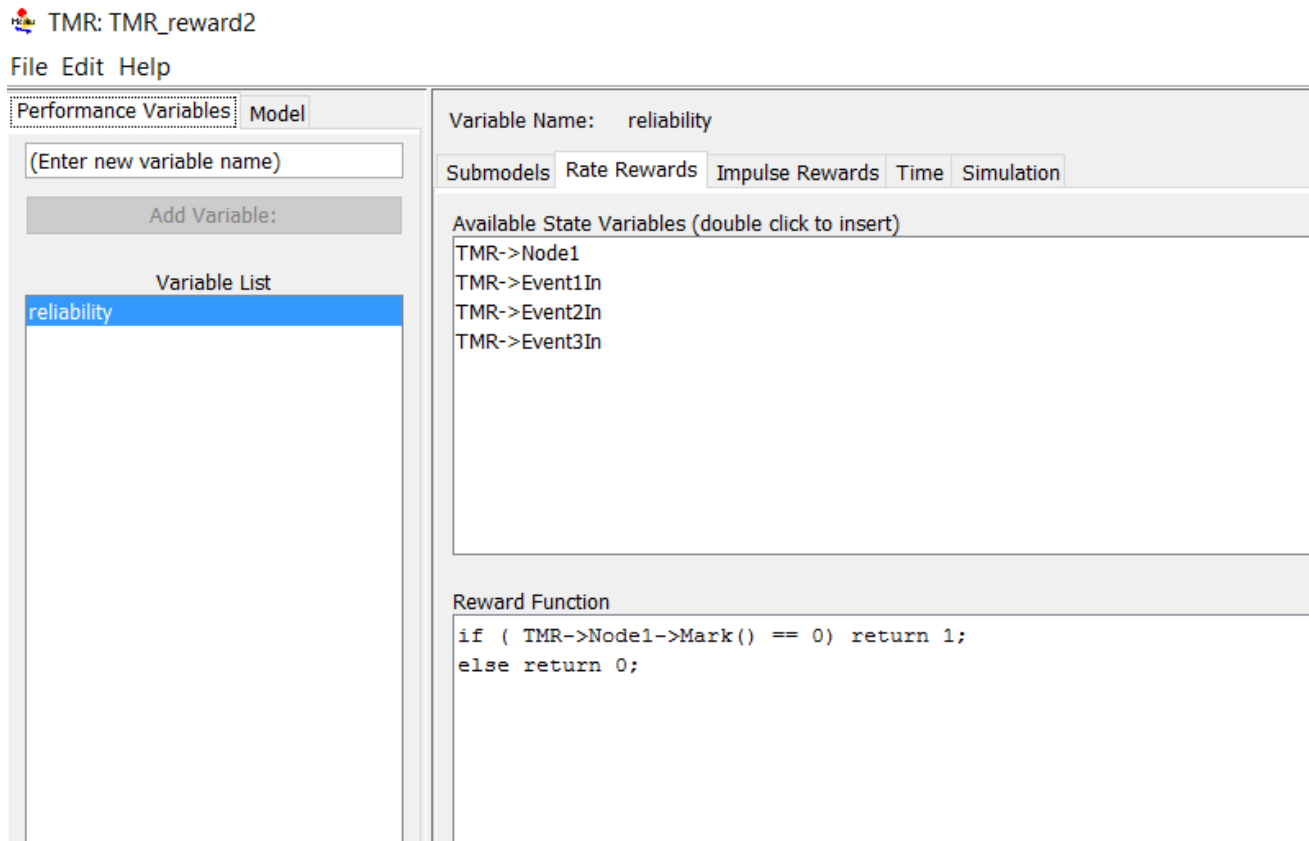 TMR: TMR_reward2
File Edit Help
Performance Variables Model
(Enter new variable name)
Add Variable:
Variable List
reliability
Variable Name: reliability
Submodels Rate Rewards Impulse Rewards Time Simulation
Available State Variables (double click to insert)
TMR->Node1
TMR->Event1In
TMR->Event2In
TMR->Event3In
Reward Function
if ( TMR->Node1->Mark() == 0) return 1;
else return 0;